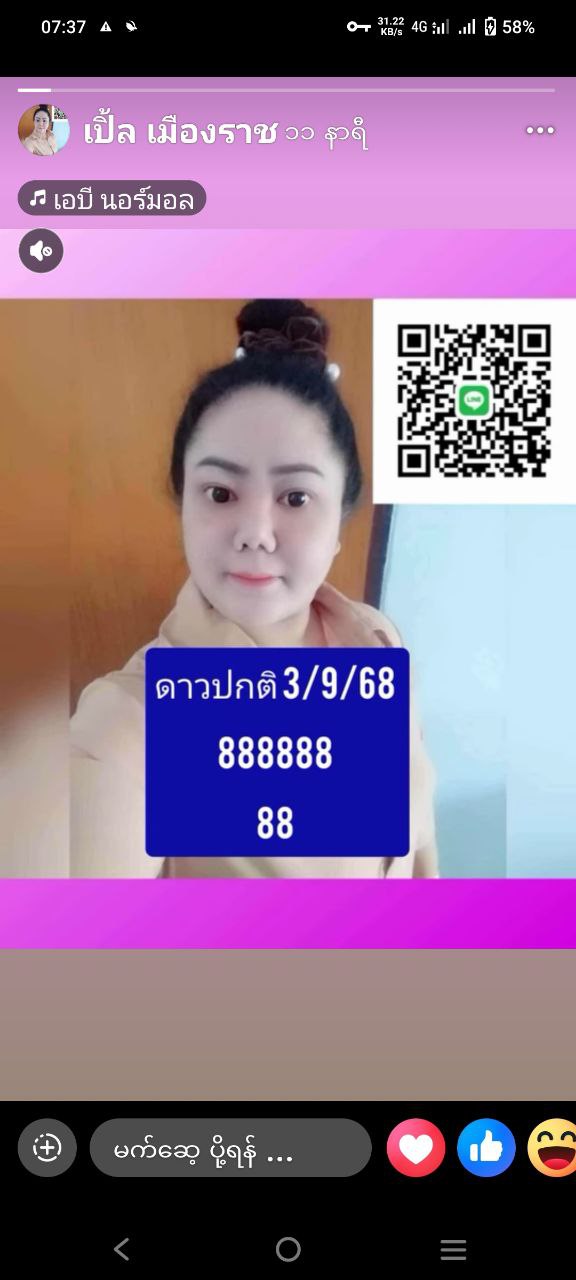 07:37
31.22
KB/s
4G
58%
เปิ้ล เมืองราช ၁၁ နာရီ
เอบี นอร์มอล
LINE
ดาวปกติ 3/9/68
888888
88
မက်ဆေ့ ပို့ရန် ...